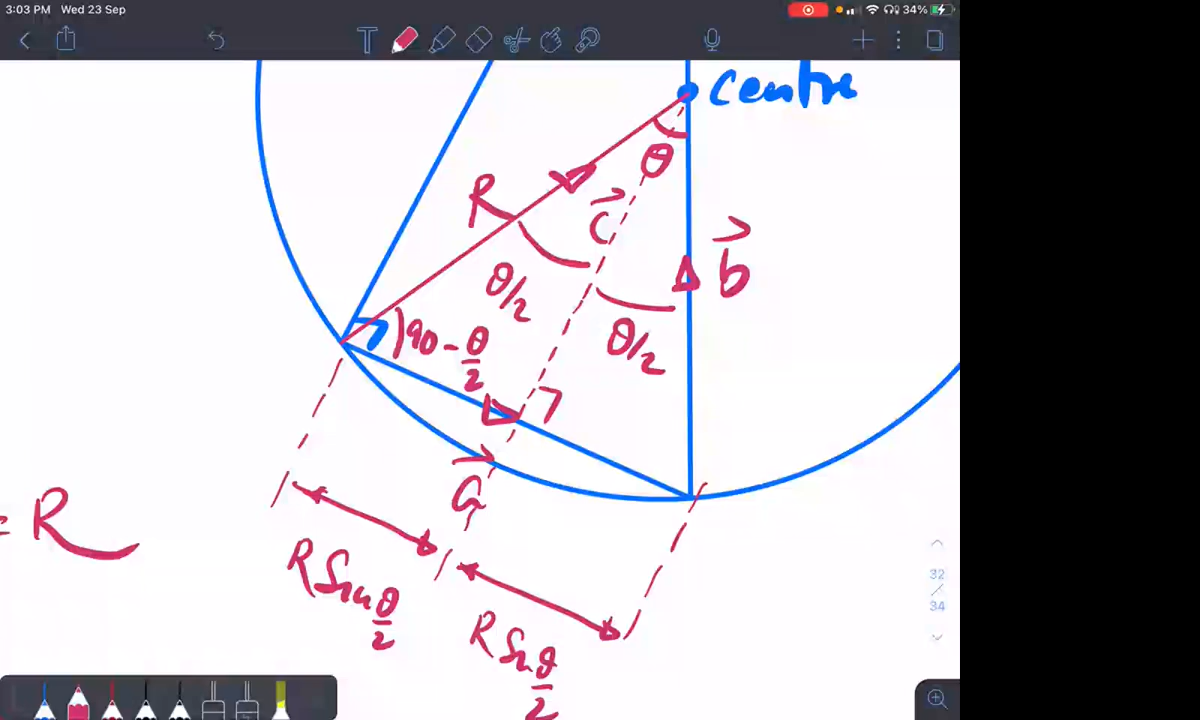 3:03 PM Wed 23 Sep
34%
centre
θ
R
c
b
θ/2
θ/2
90 - θ/2
a
= R
R Sin θ/2
R Sin θ/2
32
/
34